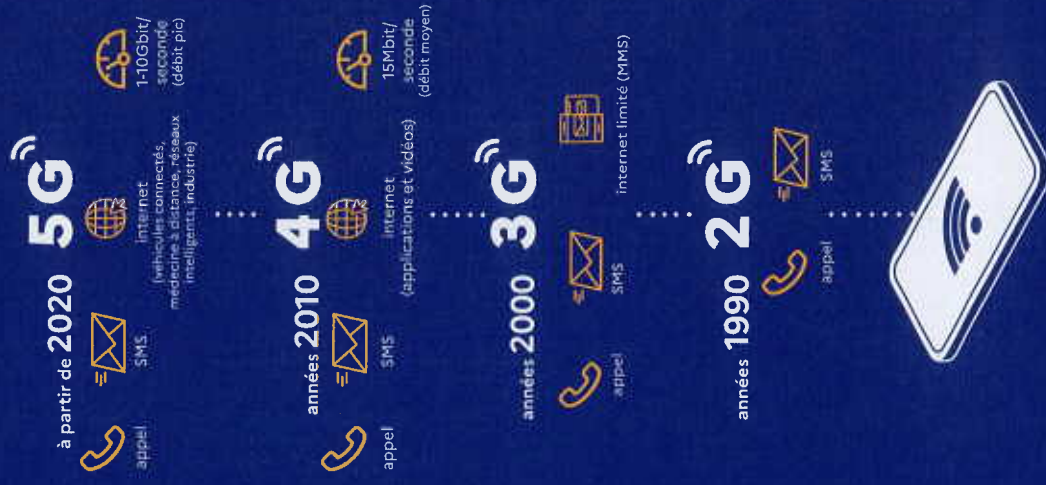 à partir de 2020 5G
appel
SMS
internet
(véhicules connectés,
médecine à distance, réseaux
intelligents, industrie)
1-10Gbit/
seconde
(débit pic)
années 2010 4G
appel
SMS
internet
(applications et vidéos)
15Mbit/
seconde
(débit moyen)
années 2000 3G
appel
SMS
internet limité (MMS)
années 1990 2G
appel
SMS